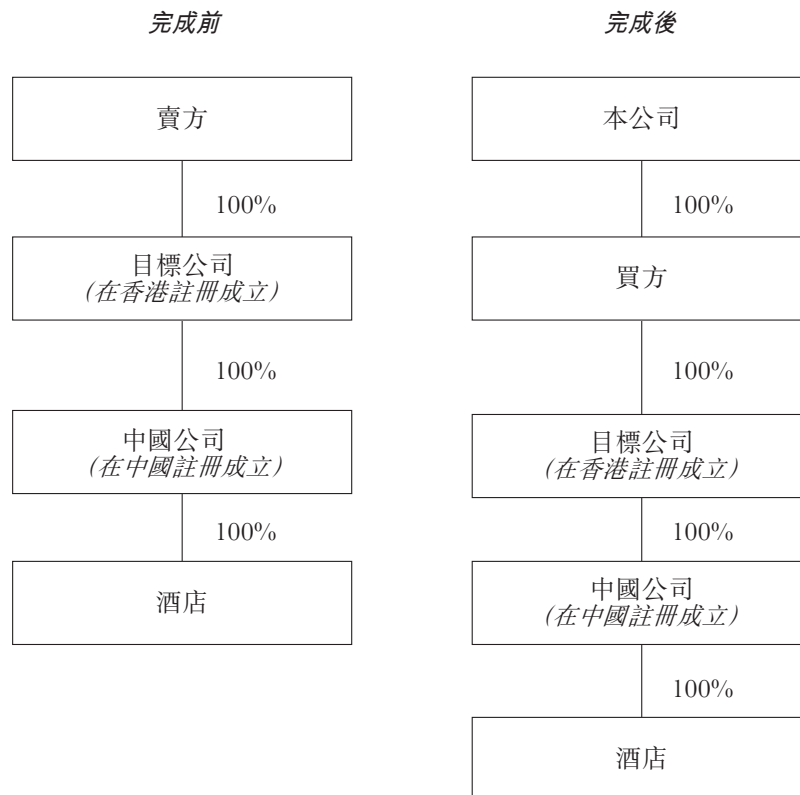 完成前
賣方
100%
目標公司
(在香港註冊成立)
100%
中國公司
(在中國註冊成立)
100%
酒店
完成後
本公司
100%
買方
100%
目標公司
(在香港註冊成立)
100%
中國公司
(在中國註冊成立)
100%
酒店